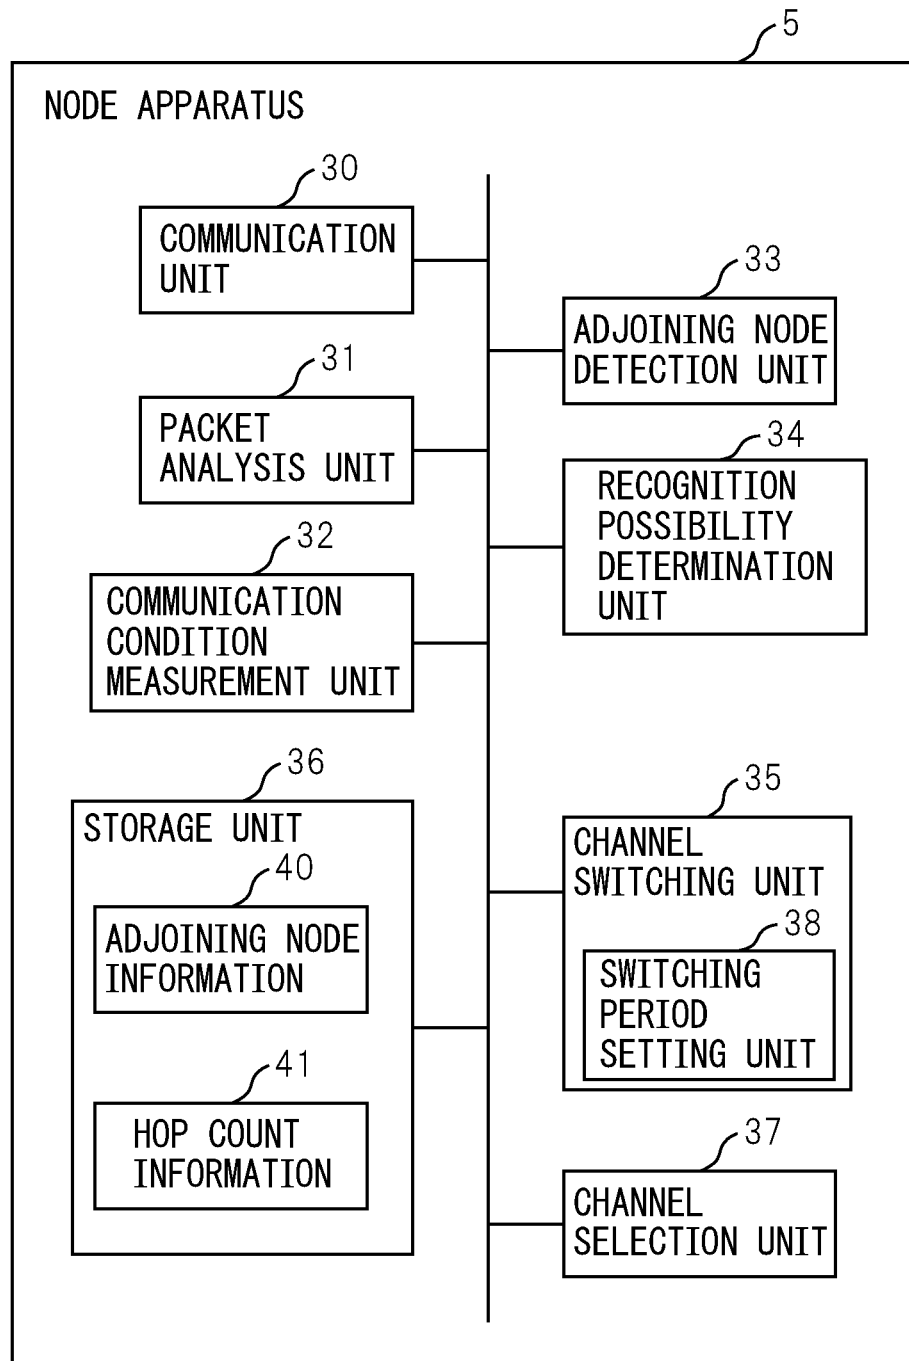 5
NODE APPARATUS
30
COMMUNICATION
UNIT
31
PACKET
ANALYSIS UNIT
32
COMMUNICATION
CONDITION
MEASUREMENT UNIT
36
STORAGE UNIT
40
ADJOINING NODE
INFORMATION
41
HOP COUNT
INFORMATION
33
ADJOINING NODE
DETECTION UNIT
34
RECOGNITION
POSSIBILITY
DETERMINATION
UNIT
35
CHANNEL
SWITCHING UNIT
38
SWITCHING
PERIOD
SETTING UNIT
37
CHANNEL
SELECTION UNIT